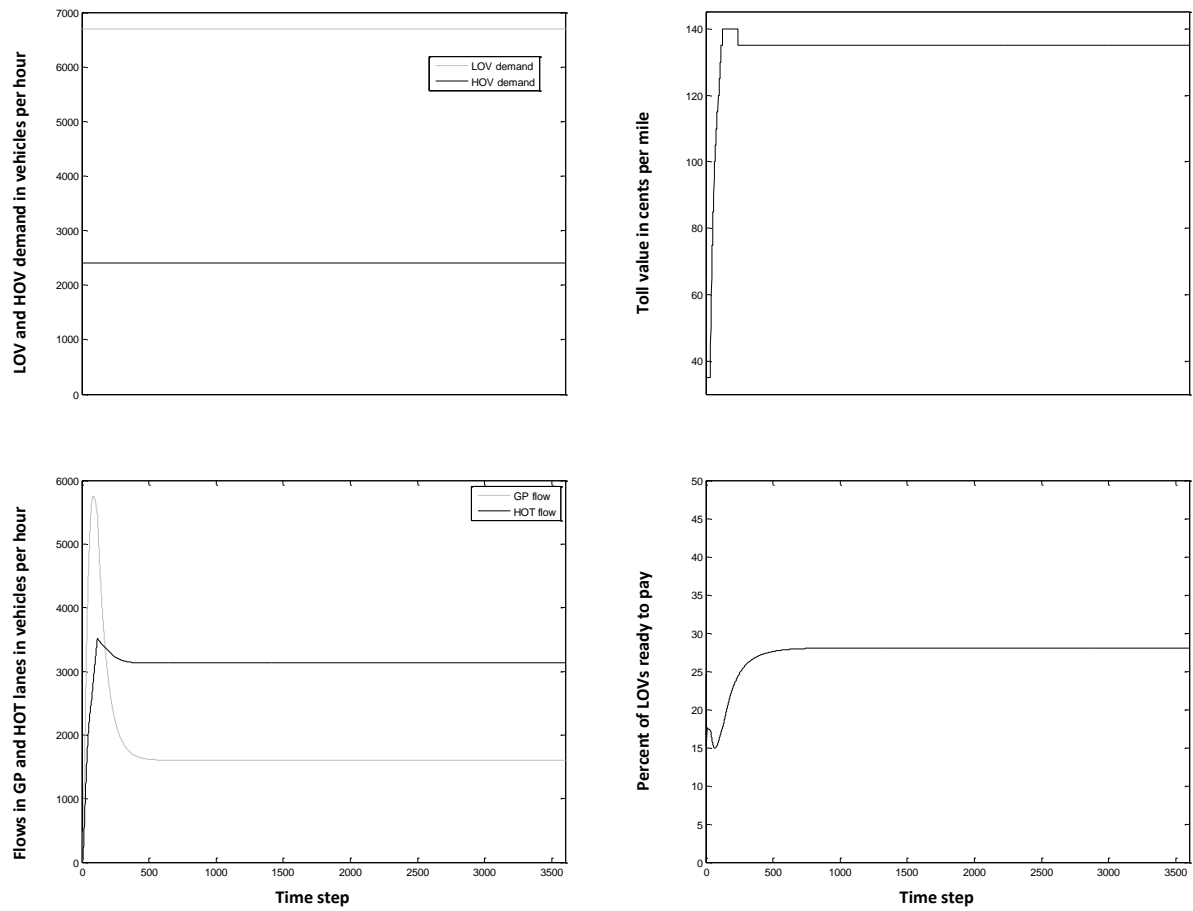 LOV and HOV demand in vehicles per hour
7000
6000
5000
4000
3000
2000
1000
0
LOV demand
HOV demand
Toll value in cents per mile
140
120
100
80
60
40
Flows in GP and HOT lanes in vehicles per hour
6000
5000
4000
3000
2000
1000
0
GP flow
HOT flow
0 500 1000 1500 2000 2500 3000 3500
Time step
Percent of LOVs ready to pay
50
45
40
35
30
25
20
15
10
5
0
0 500 1000 1500 2000 2500 3000 3500
Time step